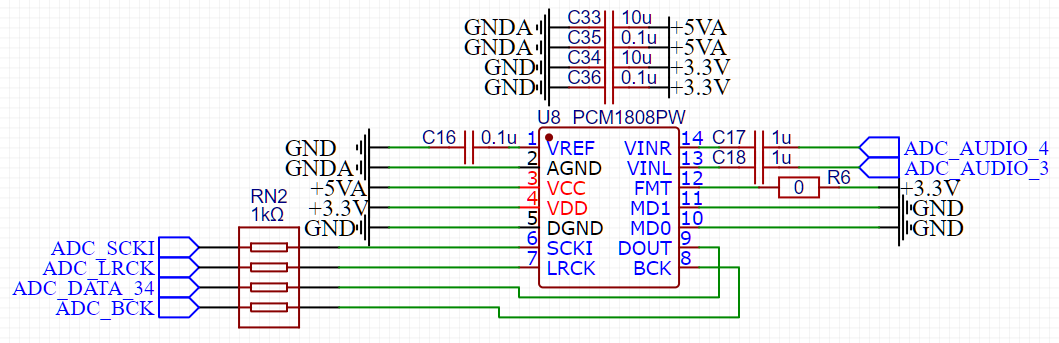 GNDA C33 10u +5VA
GNDA C35 0.1u +5VA
GND C34 10u +3.3V
GND C36 0.1u +3.3V
U8 PCM1808PW
GND C16 0.1u 1 VREF VINR 14 C17 1u ADC_AUDIO_4
GNDA 2 AGND VINL 13 C18 1u ADC_AUDIO_3
+5VA 3 VCC FMT 12 0 R6 +3.3V
+3.3V 4 VDD MD1 11 GND
GND 5 DGND MD0 10 GND
RN2
1kΩ
ADC_SCKI 6 SCKI DOUT 9
ADC_LRCK 7 LRCK BCK 8
ADC_DATA_34
ADC_BCK